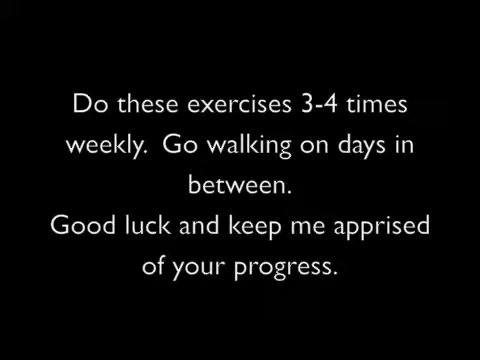 Do these exercises 3-4 times
weekly.  Go walking on days in
between.
Good luck and keep me apprised
of your progress.